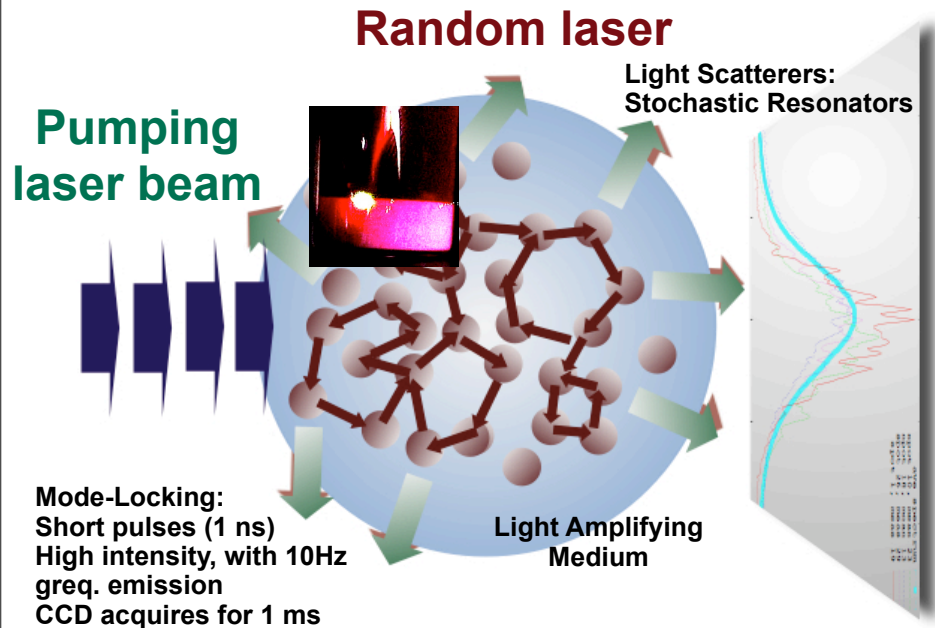 Random laser
Light Scatterers:
Stochastic Resonators
Pumping
laser beam
Mode-Locking:
Short pulses (1 ns)
High intensity, with 10Hz
greq. emission
CCD acquires for 1 ms
Light Amplifying
Medium